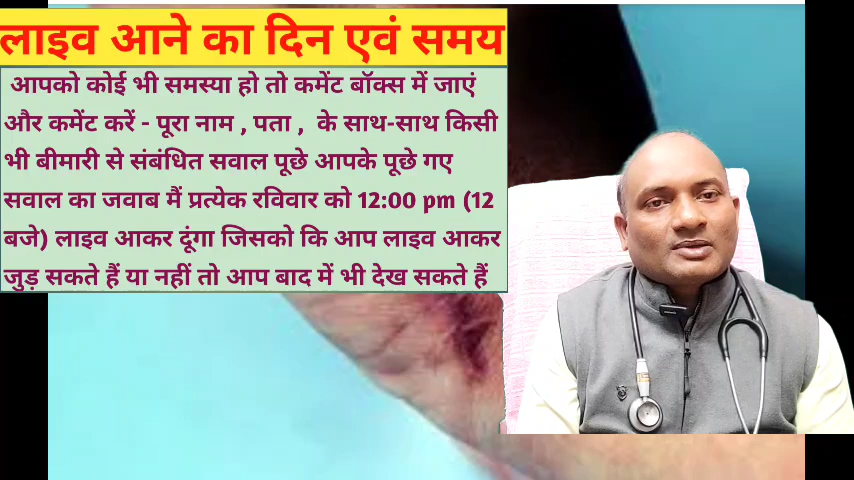 लाइव आने का दिन एवं समय
आपको कोई भी समस्या हो तो कमेंट बॉक्स में जाएं
और कमेंट करें - पूरा नाम , पता , के साथ-साथ किसी
भी बीमारी से संबंधित सवाल पूछे आपके पूछे गए
सवाल का जवाब मैं प्रत्येक रविवार को 12:00 pm (12
बजे) लाइव आकर दूंगा जिसको कि आप लाइव आकर
जुड़ सकते हैं या नहीं तो आप बाद में भी देख सकते हैं